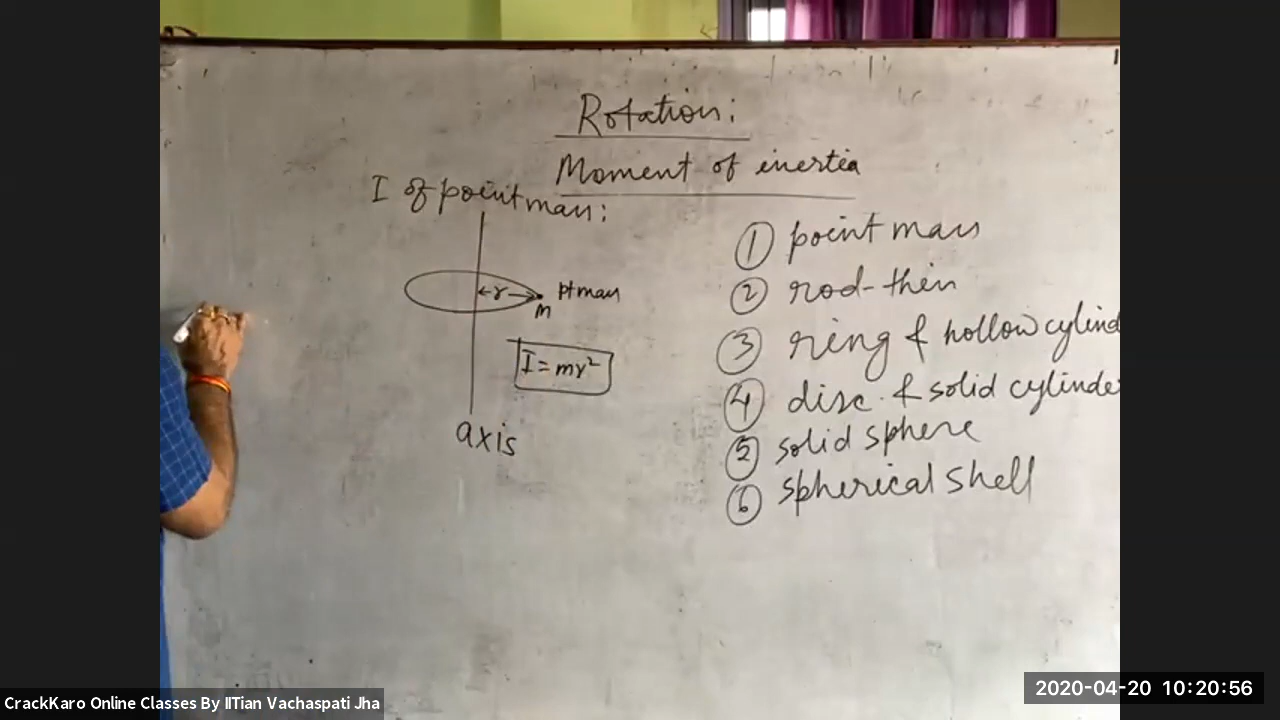 Rotation:
Moment of inertia
I of point mass:
r
pt mass
m
I = mr²
axis
① point mass
② rod-thin
③ ring & hollow cylind
④ disc & solid cylinder
⑤ solid sphere
⑥ spherical shell
CrackKaro Online Classes By IITian Vachaspati Jha
2020-04-20 10:20:56